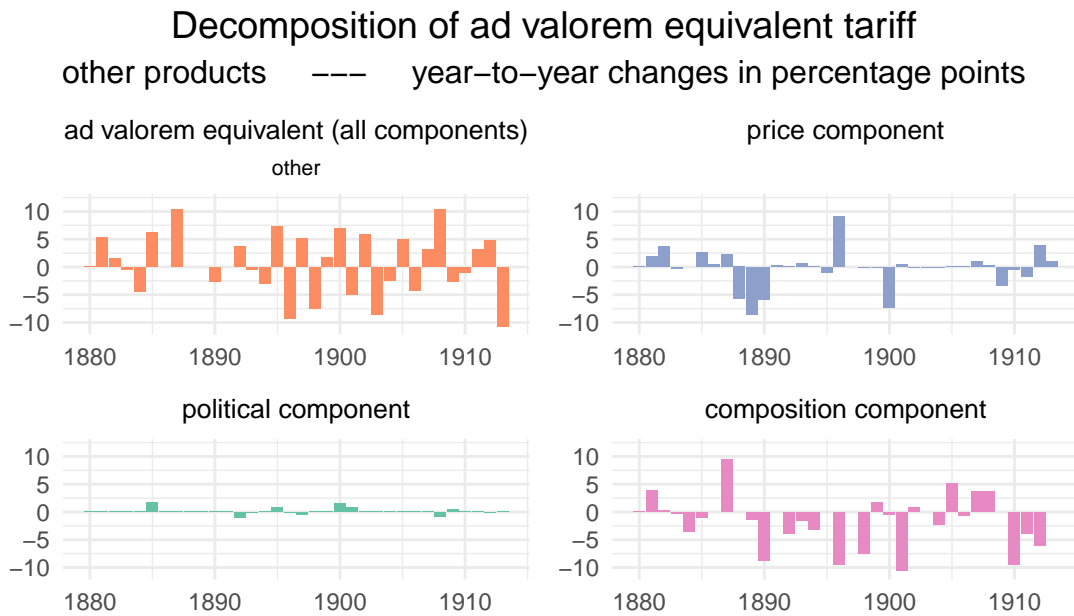 Decomposition of ad valorem equivalent tariff
other products −−− year−to−year changes in percentage points
ad valorem equivalent (all components)
other
10
5
0
−5
−10
1880 1890 1900 1910
price component
10
5
0
−5
−10
1880 1890 1900 1910
political component
10
5
0
−5
−10
1880 1890 1900 1910
composition component
10
5
0
−5
−10
1880 1890 1900 1910